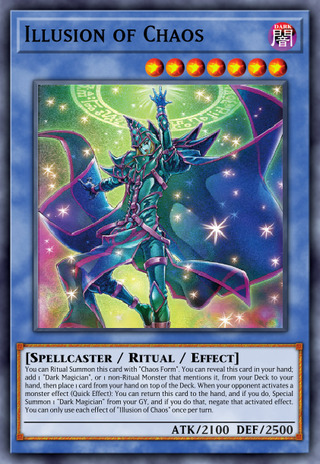 ILLUSION OF CHAOS
DARK
闇
[SPELLCASTER / RITUAL / EFFECT]
You can Ritual Summon this card with "Chaos Form". You can reveal this card in your hand;
add 1 "Dark Magician", or 1 non-Ritual Monster that mentions it, from your Deck to your
hand, then place 1 card from your hand on top of the Deck. When your opponent activates a
monster effect (Quick Effect): You can return this card to the hand, and if you do, Special
Summon 1 "Dark Magician" from your GY, and if you do that, negate that activated effect.
You can only use each effect of "Illusion of Chaos" once per turn.
ATK/2100 DEF/2500